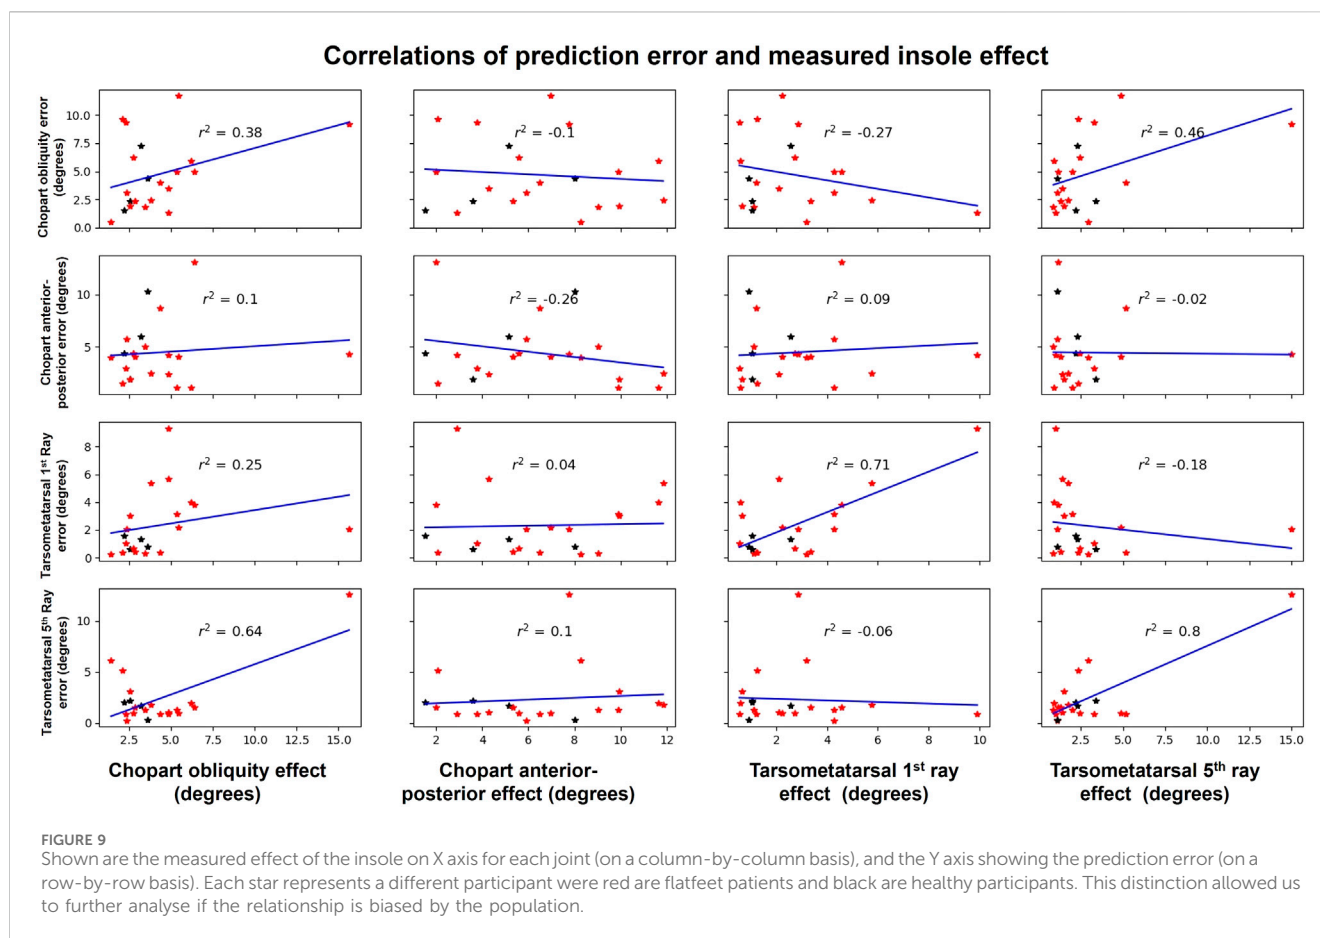 Correlations of prediction error and measured insole effect
Chopart obliquity error
(degrees)
10.0
7.5
5.0
2.5
0.0
r² = 0.38
r² = -0.1
r² = -0.27
r² = 0.46
Chopart anterior-
posterior error (degrees)
10
5
r² = 0.1
r² = -0.26
r² = 0.09
r² = -0.02
Tarsometatarsal 1st Ray
error (degrees)
8
6
4
2
0
r² = 0.25
r² = 0.04
r² = 0.71
r² = -0.18
Tarsometatarsal 5th Ray
error (degrees)
10
5
0
r² = 0.64
r² = 0.1
r² = -0.06
r² = 0.8
2.5 5.0 7.5 10.0 12.5 15.0
2 4 6 8 10 12
2 4 6 8 10
2.5 5.0 7.5 10.0 12.5 15.0
Chopart obliquity effect
(degrees)
Chopart anterior-
posterior effect (degrees)
Tarsometatarsal 1st ray
effect (degrees)
Tarsometatarsal 5th ray
effect (degrees)
FIGURE 9
Shown are the measured effect of the insole on X axis for each joint (on a column-by-column basis), and the Y axis showing the prediction error (on a
row-by-row basis). Each star represents a different participant were red are flatfeet patients and black are healthy participants. This distinction allowed us
to further analyse if the relationship is biased by the population.